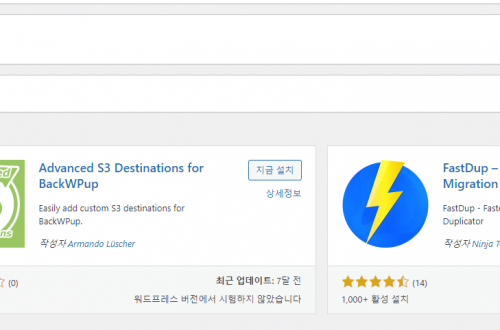 Advanced S3 Destinations for
BackWPup
지금 설치
상세정보
Easily add custom S3 destinations for
BackWPup.
작성자 Armando Lüscher
(0)
최근 업데이트: 7달 전
워드프레스 버전에서 시험하지 않았습니다
FastDup –
Migration
FastDup - Faste
Duplicator
작성자 Ninja T
(14)
1,000+ 활성 설치